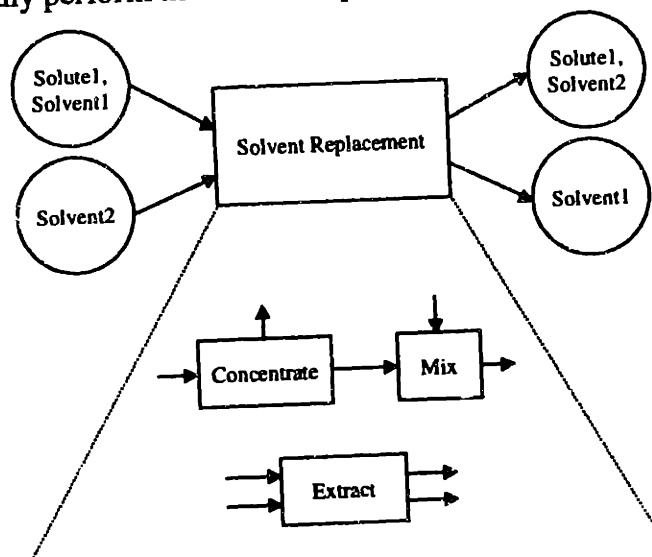 Solute1,
Solvent1
Solvent2
Solvent Replacement
Solute1,
Solvent2
Solvent1
Concentrate
Mix
Extract